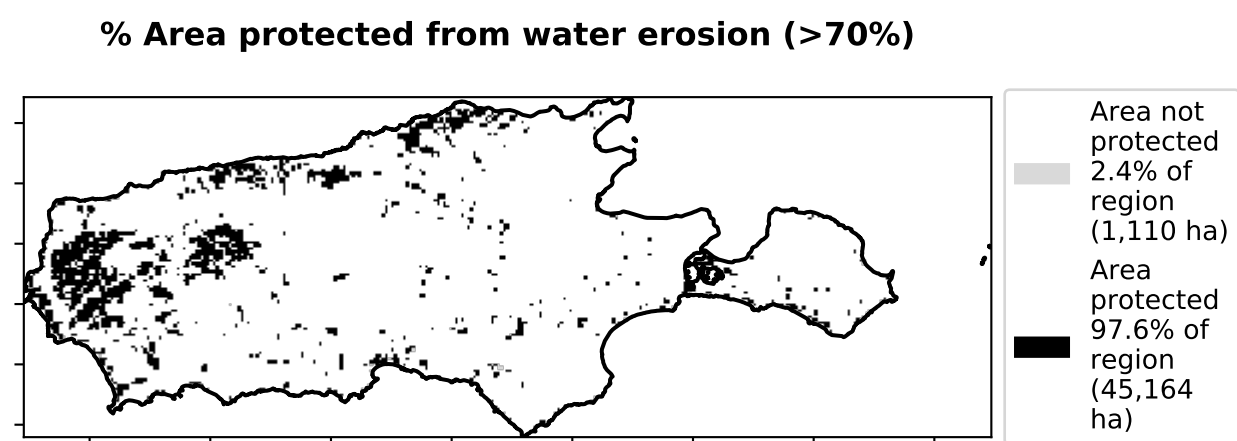 % Area protected from water erosion (>70%)
Area not
protected
2.4% of
region
(1,110 ha)
Area
protected
97.6% of
region
(45,164
ha)